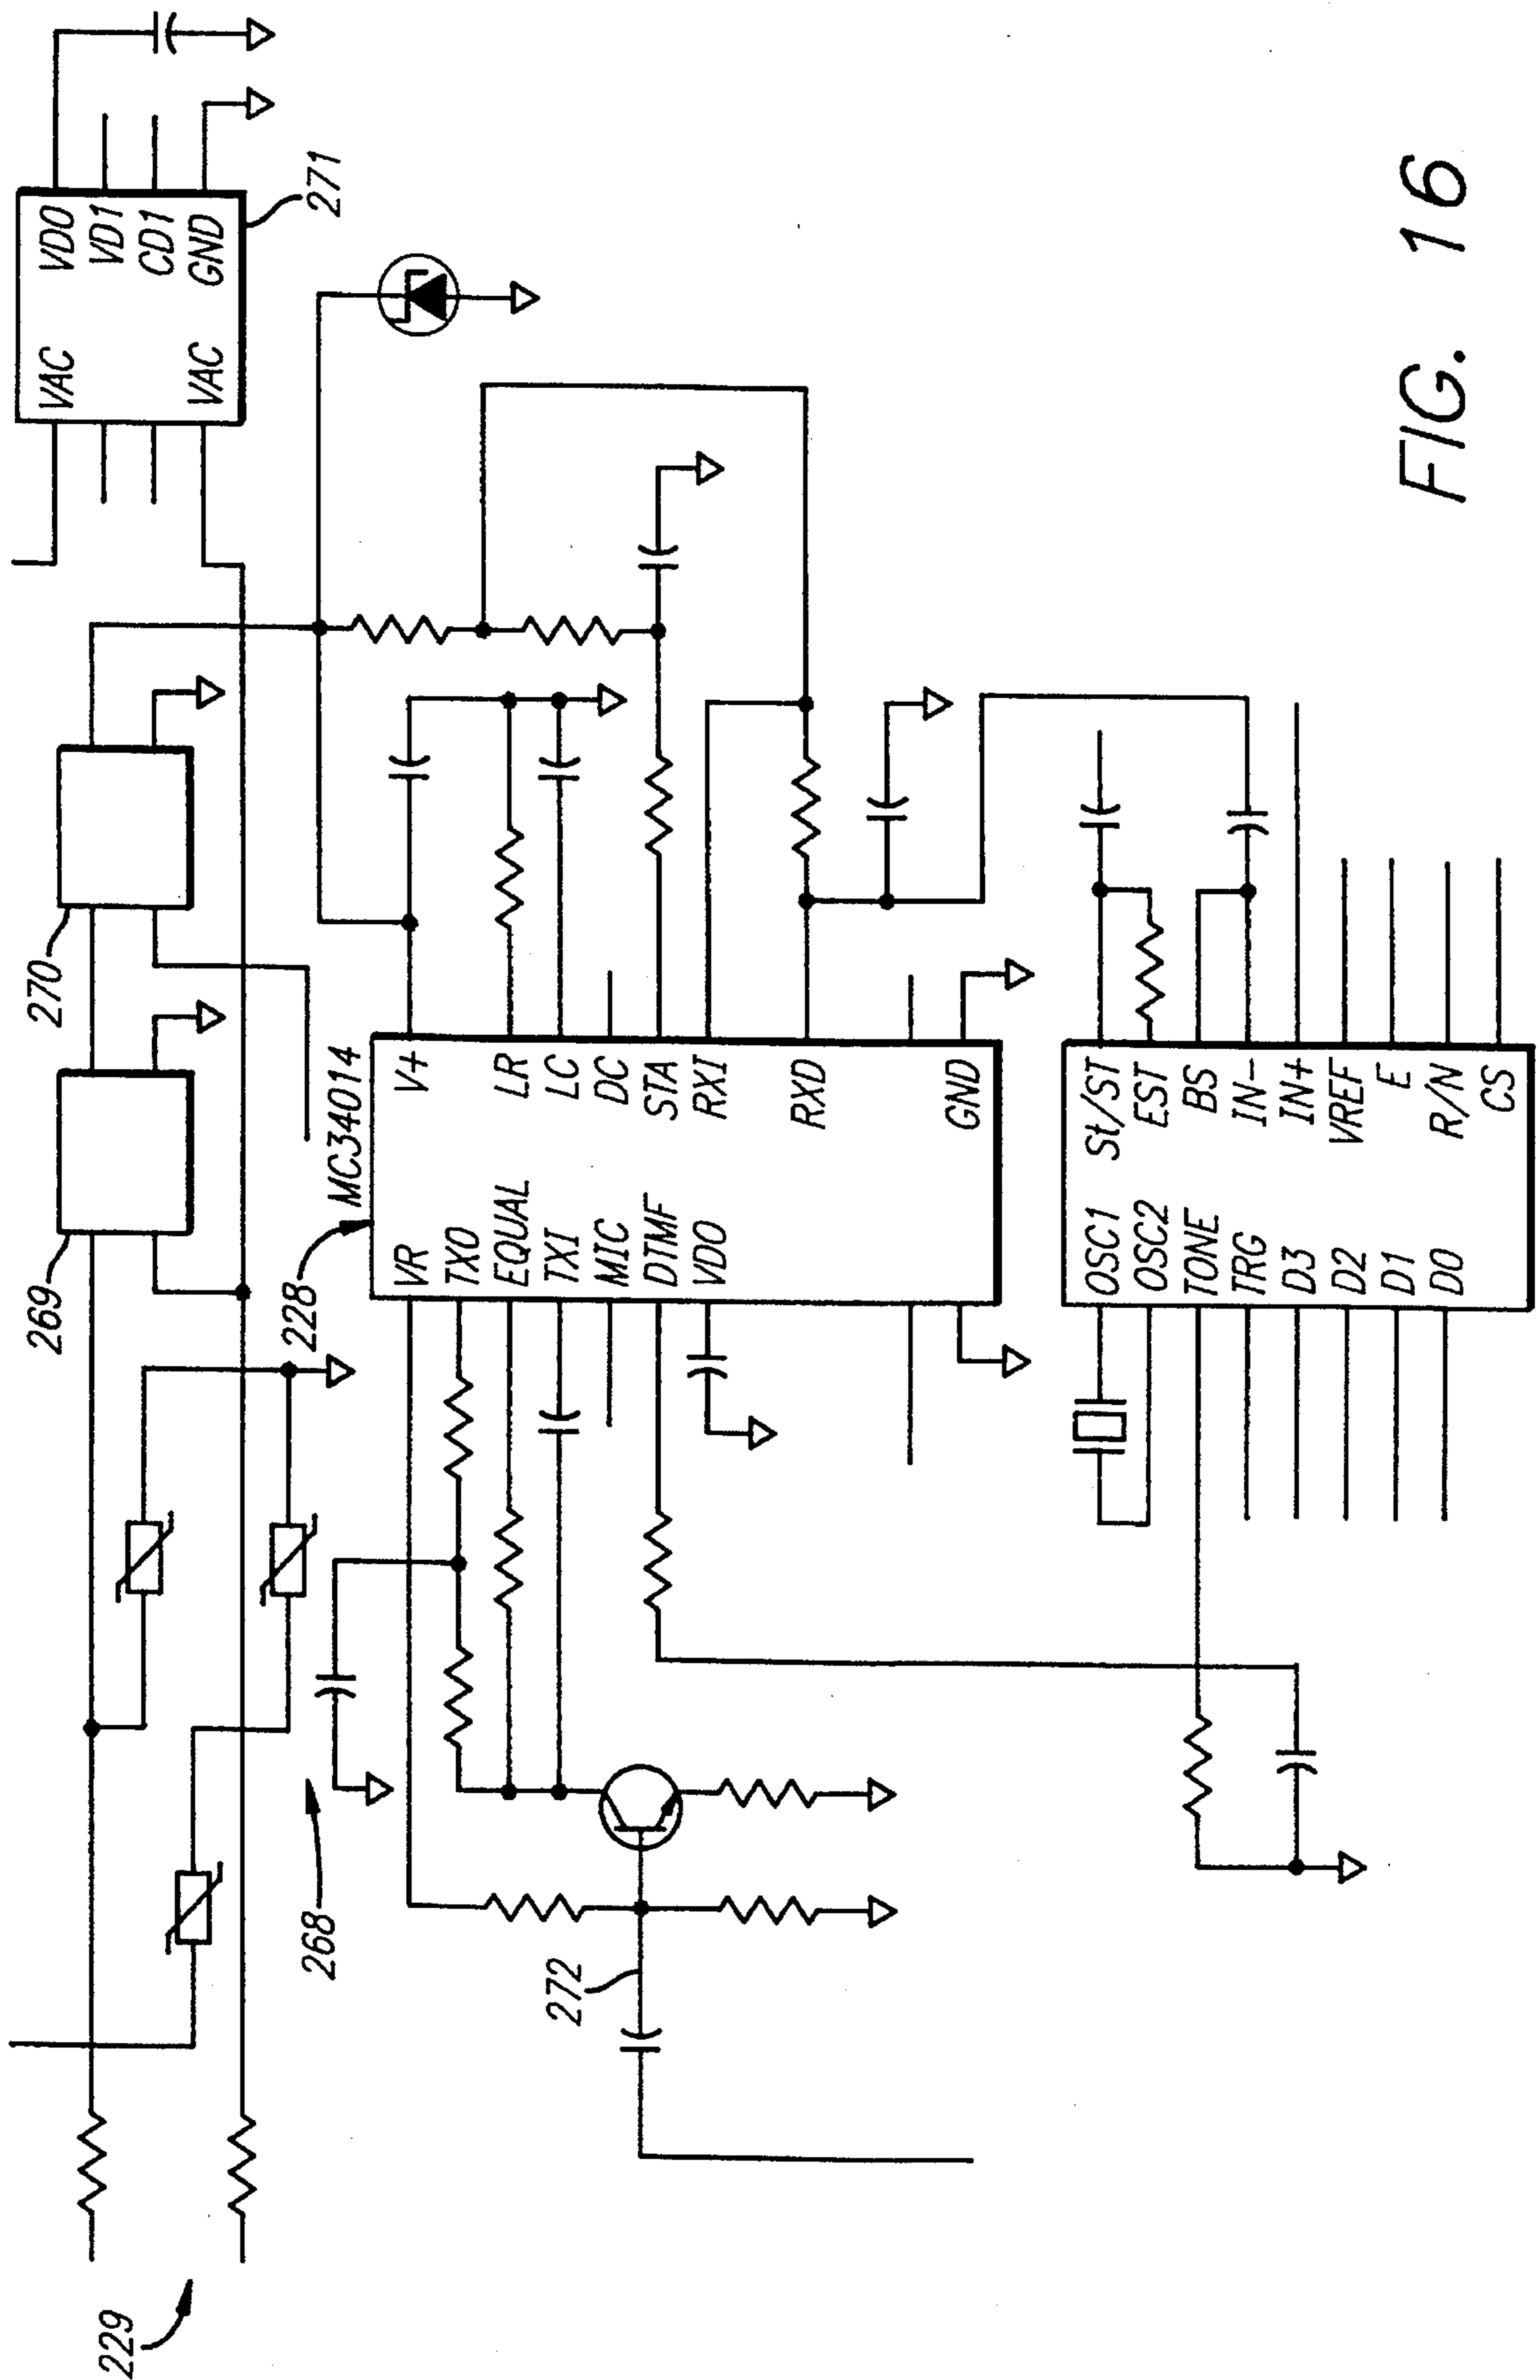 229
269
270
VAC VDO
VD1
CD1
VAC GND
271
268
228
MC34014
VR V+
TXO LR
EQUAL LC
TXI DC
MIC STA
DTMF RXI
VDO RXD
GND
272
OSC1 St/ST
OSC2 EST
TONE BS
TRG IN-
D3 IN+
D2 VREF
D1 E
D0 R/N
CS
FIG. 16